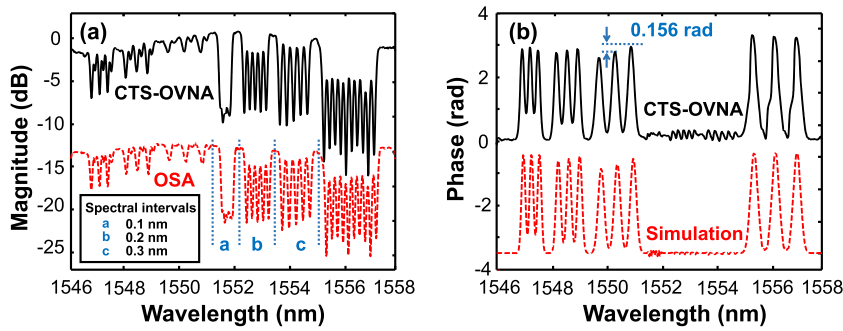 (a)
Magnitude (dB)
0
-5
-10
-15
-20
-25
CTS-OVNA
OSA
Spectral intervals
a 0.1 nm
b 0.2 nm
c 0.3 nm
a b c
1546 1548 1550 1552 1554 1556 1558
Wavelength (nm)
(b)
Phase (rad)
4
2
0
-2
-4
0.156 rad
CTS-OVNA
Simulation
1546 1548 1550 1552 1554 1556 1558
Wavelength (nm)